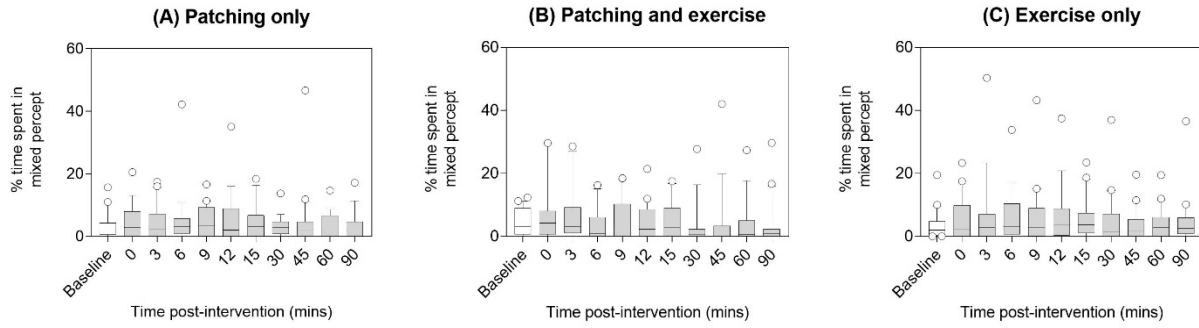 (A) Patching only
60
40
20
0
% time spent in
mixed percept
Baseline
0
3
6
9
12
15
30
45
60
90
Time post-intervention (mins)
(B) Patching and exercise
60
40
20
0
% time spent in
mixed percept
Baseline
0
3
6
9
12
15
30
45
60
90
Time post-intervention (mins)
(C) Exercise only
60
40
20
0
% time spent in
mixed percept
Baseline
0
3
6
9
12
15
30
45
60
90
Time post-intervention (mins)